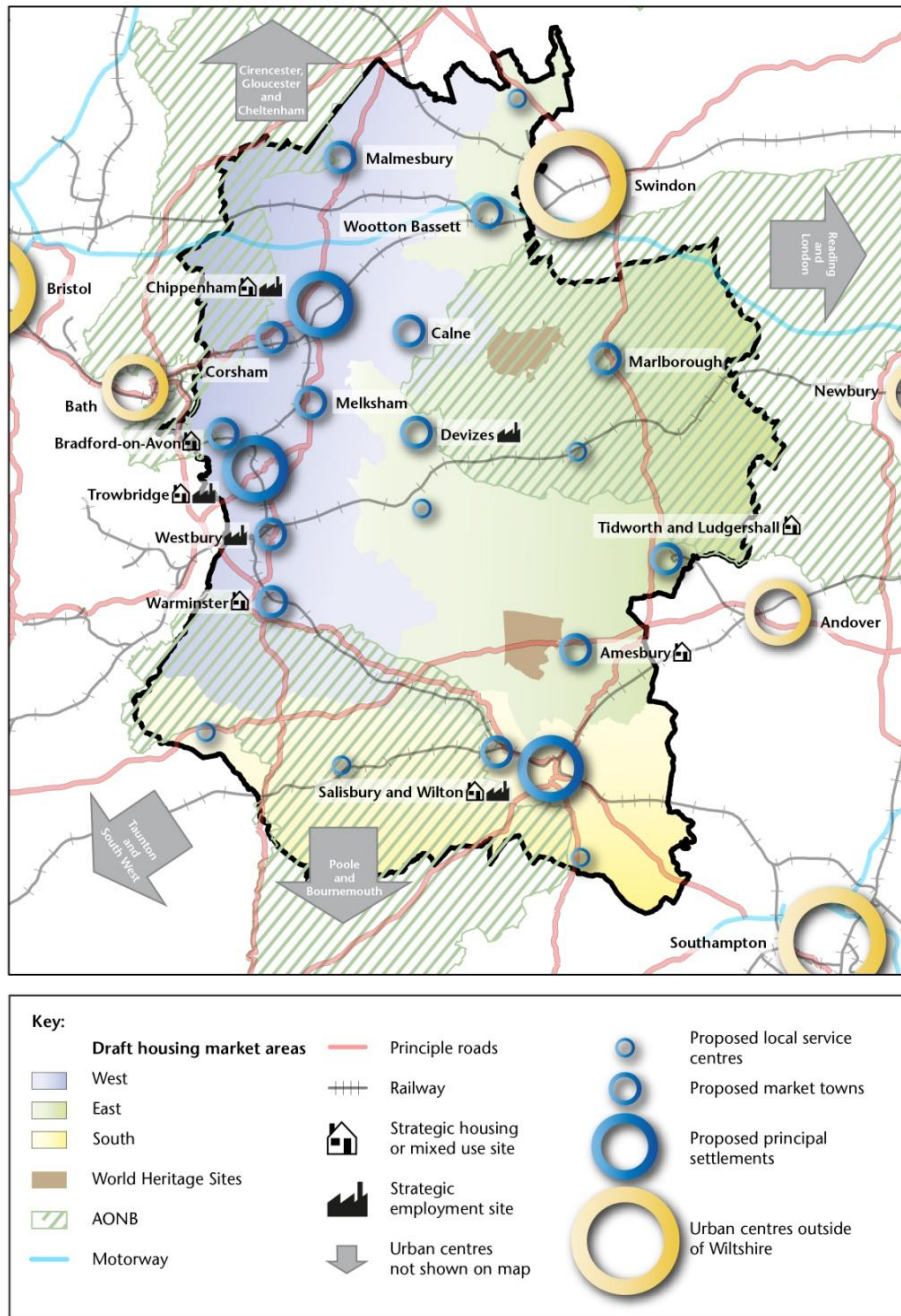 Cirencester,
Gloucester
and
Cheltenham
Malmesbury
Swindon
Wootton Bassett
Reading
and
London
Bristol
Chippenham
Calne
Corsham
Marlborough
Bath
Melksham
Newbury
Devizes
Bradford-on-Avon
Trowbridge
Tidworth and Ludgershall
Westbury
Warminster
Andover
Amesbury
Salisbury and Wilton
Taunton
and
South West
Poole
and
Bournemouth
Southampton
Key:
Draft housing market areas
West
East
South
World Heritage Sites
AONB
Motorway
Principle roads
Railway
Strategic housing
or mixed use site
Strategic
employment site
Urban centres
not shown on map
Proposed local service
centres
Proposed market towns
Proposed principal
settlements
Urban centres outside
of Wiltshire